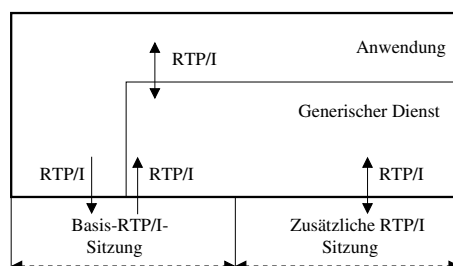 Anwendung
RTP/I
Generischer Dienst
RTP/I RTP/I RTP/I
Basis-RTP/I- Zusätzliche RTP/I
Sitzung Sitzung